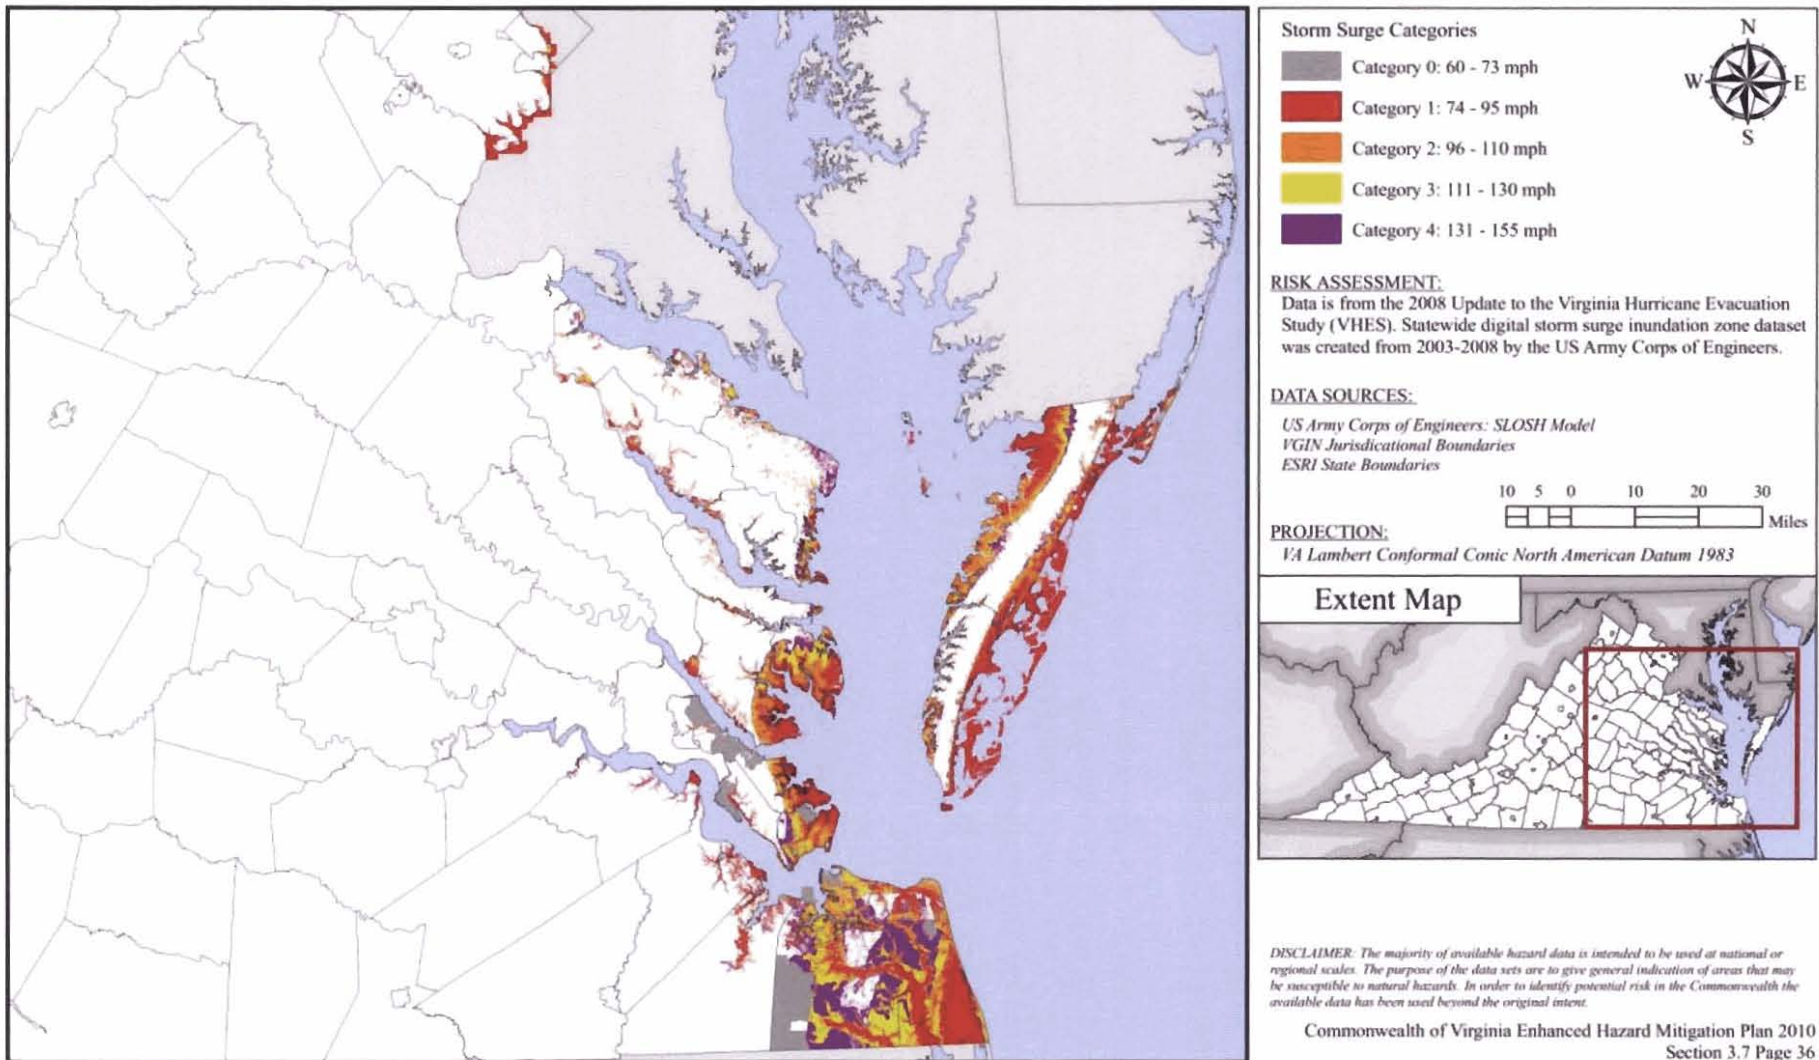 Storm Surge Categories
Category 0: 60 - 73 mph
Category 1: 74 - 95 mph
Category 2: 96 - 110 mph
Category 3: 111 - 130 mph
Category 4: 131 - 155 mph
N
W
E
S
RISK ASSESSMENT:
Data is from the 2008 Update to the Virginia Hurricane Evacuation
Study (VHES). Statewide digital storm surge inundation zone dataset
was created from 2003-2008 by the US Army Corps of Engineers.
DATA SOURCES:
US Army Corps of Engineers: SLOSH Model
VGIN Jurisdicational Boundaries
ESRI State Boundaries
10 5 0 10 20 30
Miles
PROJECTION:
VA Lambert Conformal Conic North American Datum 1983
Extent Map
DISCLAIMER: The majority of available hazard data is intended to be used at national or
regional scales. The purpose of the data sets are to give general indication of areas that may
be susceptible to natural hazards. In order to identify potential risk in the Commonwealth the
available data has been used beyond the original intent.
Commonwealth of Virginia Enhanced Hazard Mitigation Plan 2010
Section 3.7 Page 36